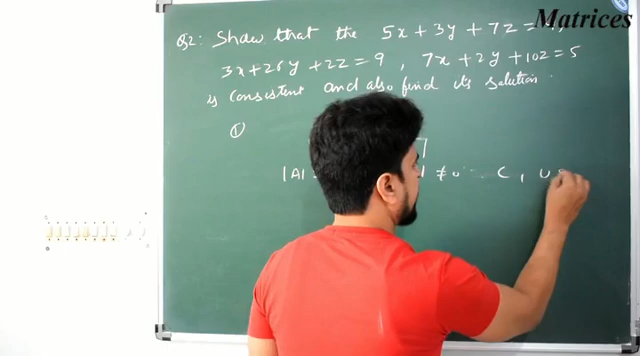 Matrices
Q2: Show that the 5x + 3y + 7z =
3x + 26y + 2z = 9 , 7x + 2y + 10z = 5
is consistent and also find its solution .
①
|A| ≠ 0 C , U